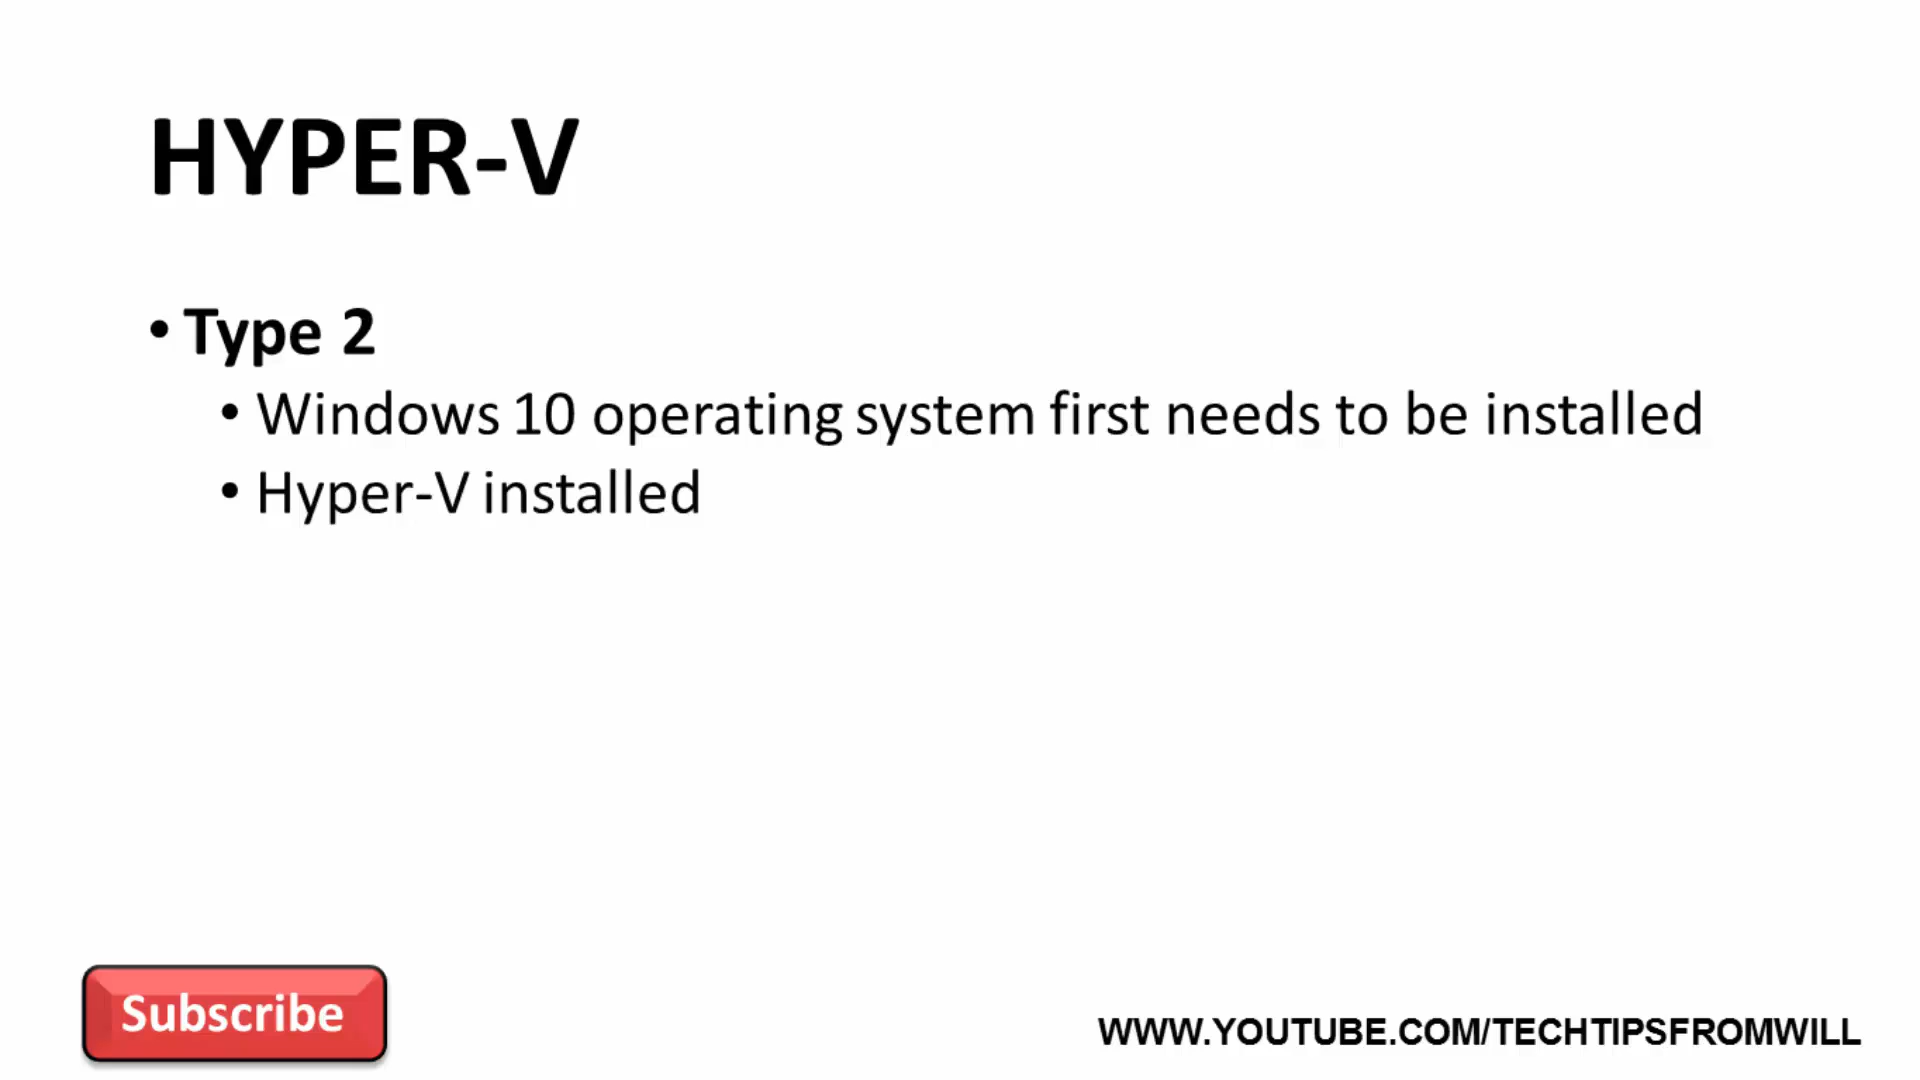 HYPER-V
• Type 2
• Windows 10 operating system first needs to be installed
• Hyper-V installed
Subscribe
WWW.YOUTUBE.COM/TECHTIPSFROMWILL